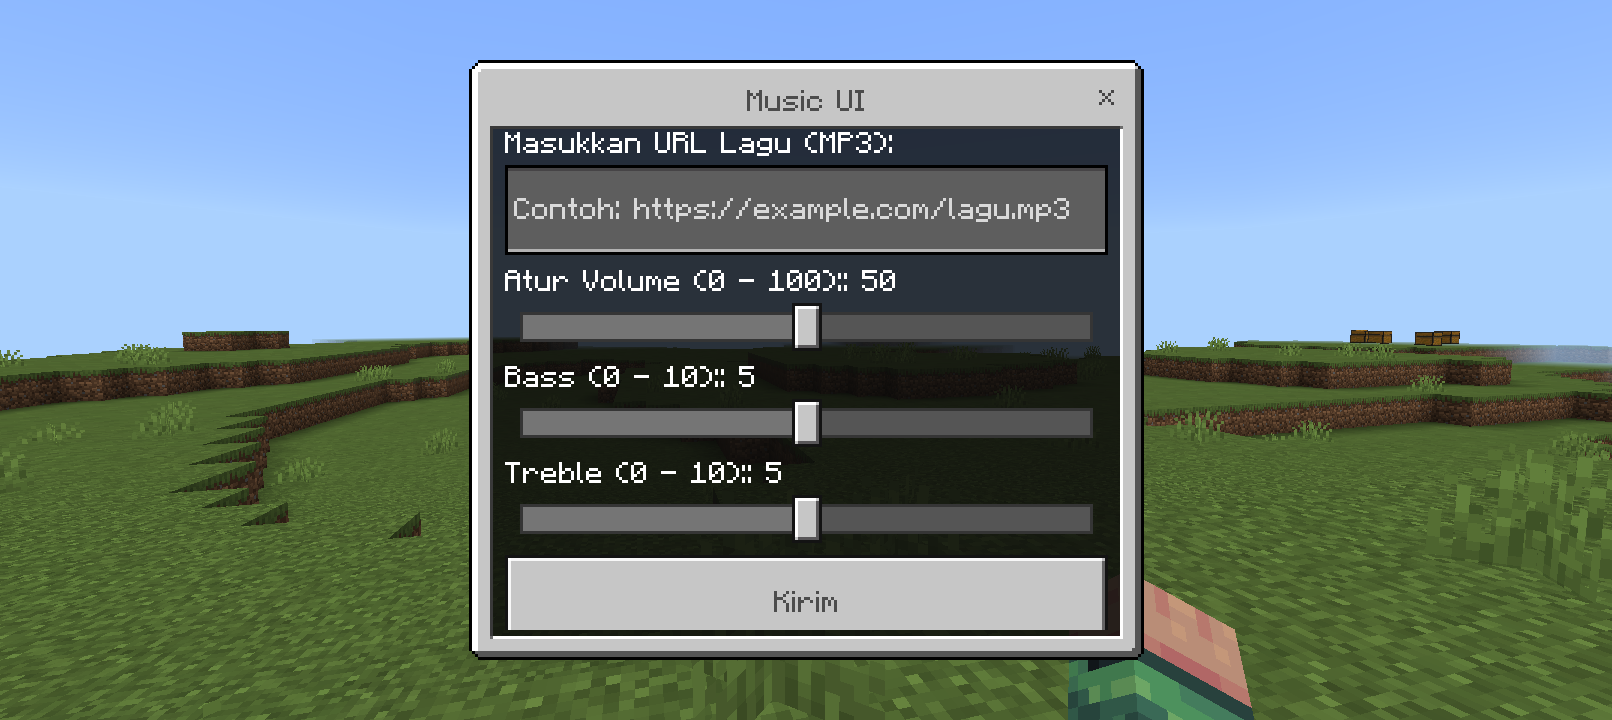 Music UI
Masukkan URL Lagu (MP3):
Contoh: https://example.com/lagu.mp3
Atur Volume (0 - 100):: 50
Bass (0 - 10):: 5
Treble (0 - 10):: 5
Kirim